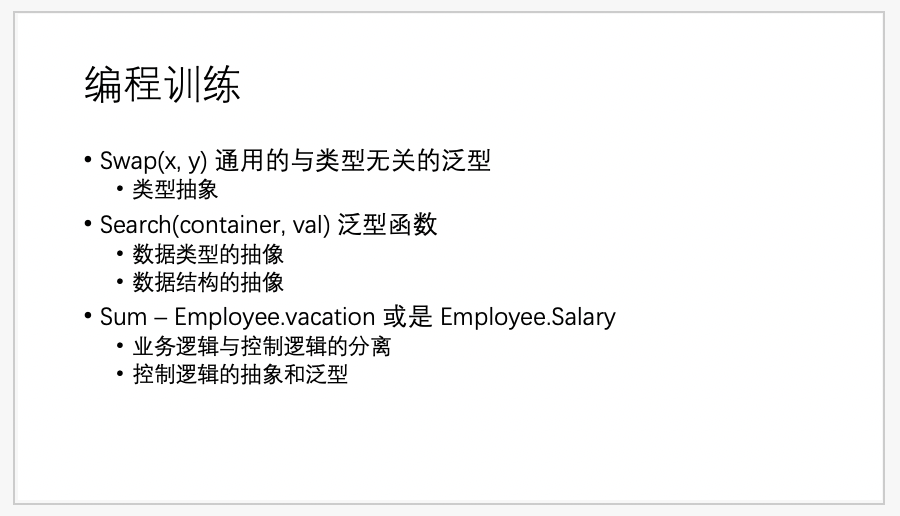 编程训练
• Swap(x, y) 通用的与类型无关的泛型
• 类型抽象
• Search(container, val) 泛型函数
• 数据类型的抽像
• 数据结构的抽像
• Sum – Employee.vacation 或是 Employee.Salary
• 业务逻辑与控制逻辑的分离
• 控制逻辑的抽象和泛型